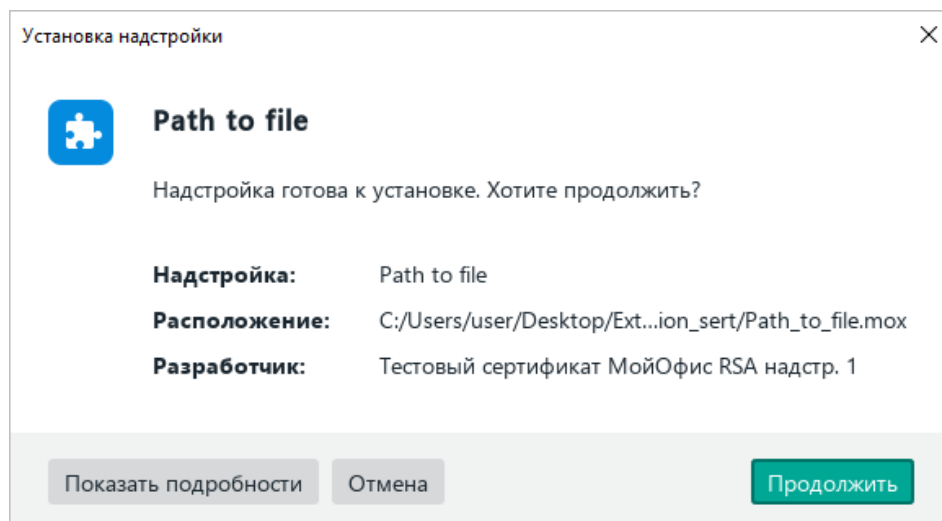 Установка надстройки
Path to file
Надстройка готова к установке. Хотите продолжить?
Надстройка: Path to file
Расположение: C:/Users/user/Desktop/Ext...ion_sert/Path_to_file.mox
Разработчик: Тестовый сертификат МойОфис RSA надстр. 1
Показать подробности Отмена Продолжить